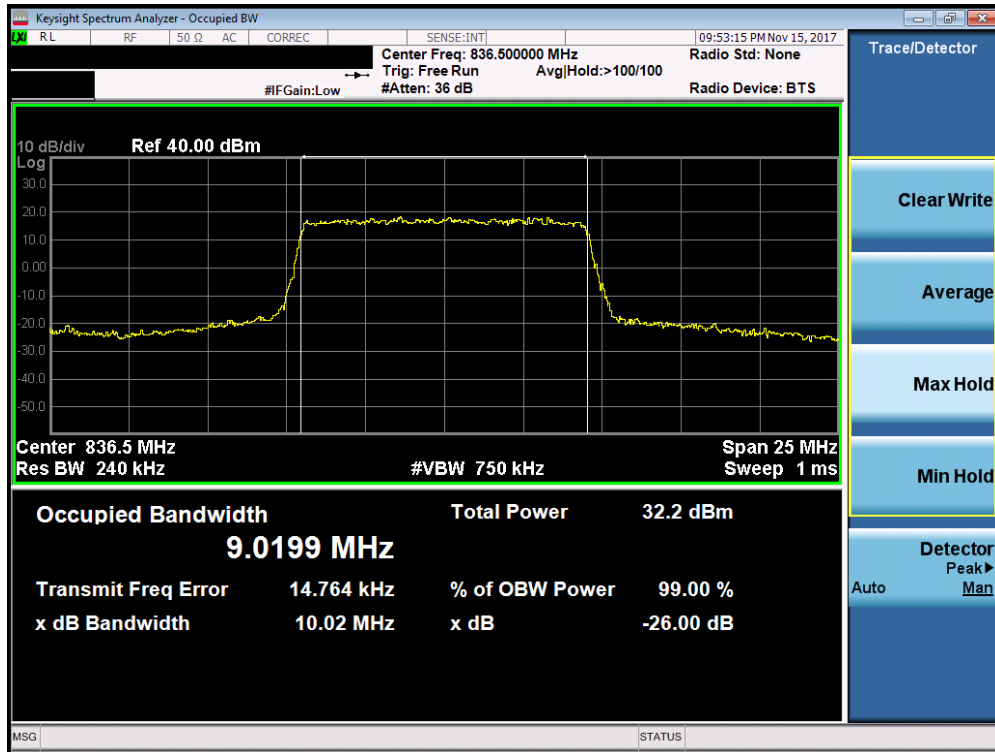 Keysight Spectrum Analyzer - Occupied BW
LXI RL RF 50 Ω AC CORREC SENSE:INT 09:53:15 PM Nov 15, 2017
Center Freq: 836.500000 MHz Radio Std: None
Trig: Free Run Avg|Hold:>100/100
#IFGain:Low #Atten: 36 dB Radio Device: BTS
10 dB/div Ref 40.00 dBm
Log
30.0
20.0
10.0
0.00
-10.0
-20.0
-30.0
-40.0
-50.0
Center 836.5 MHz Span 25 MHz
Res BW 240 kHz #VBW 750 kHz Sweep 1 ms
Occupied Bandwidth Total Power 32.2 dBm
9.0199 MHz
Transmit Freq Error 14.764 kHz % of OBW Power 99.00 %
x dB Bandwidth 10.02 MHz x dB -26.00 dB
MSG STATUS
Trace/Detector
Clear Write
Average
Max Hold
Min Hold
Detector
Peak▶
Auto Man